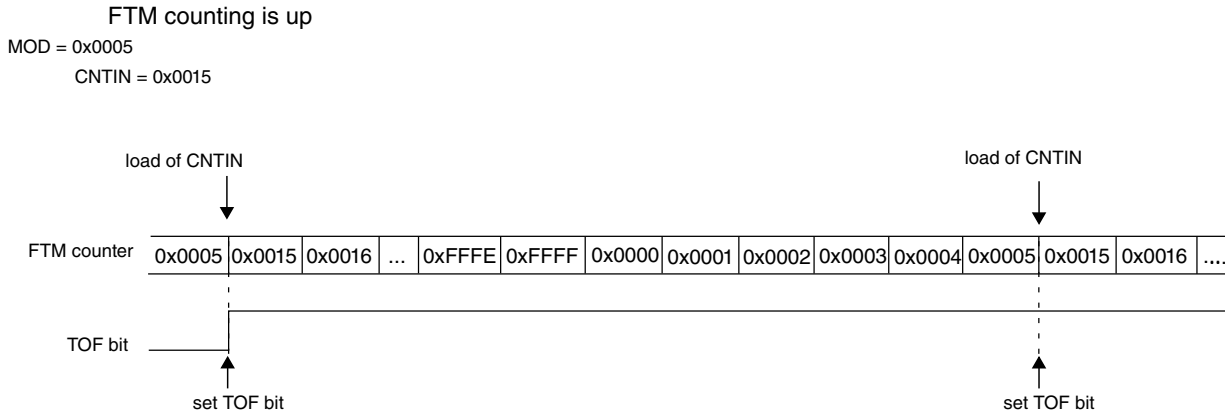 FTM counting is up
MOD = 0x0005
CNTIN = 0x0015
load of CNTIN load of CNTIN
FTM counter 0x0005 0x0015 0x0016 ... 0xFFFE 0xFFFF 0x0000 0x0001 0x0002 0x0003 0x0004 0x0005 0x0015 0x0016 ....
TOF bit
set TOF bit set TOF bit